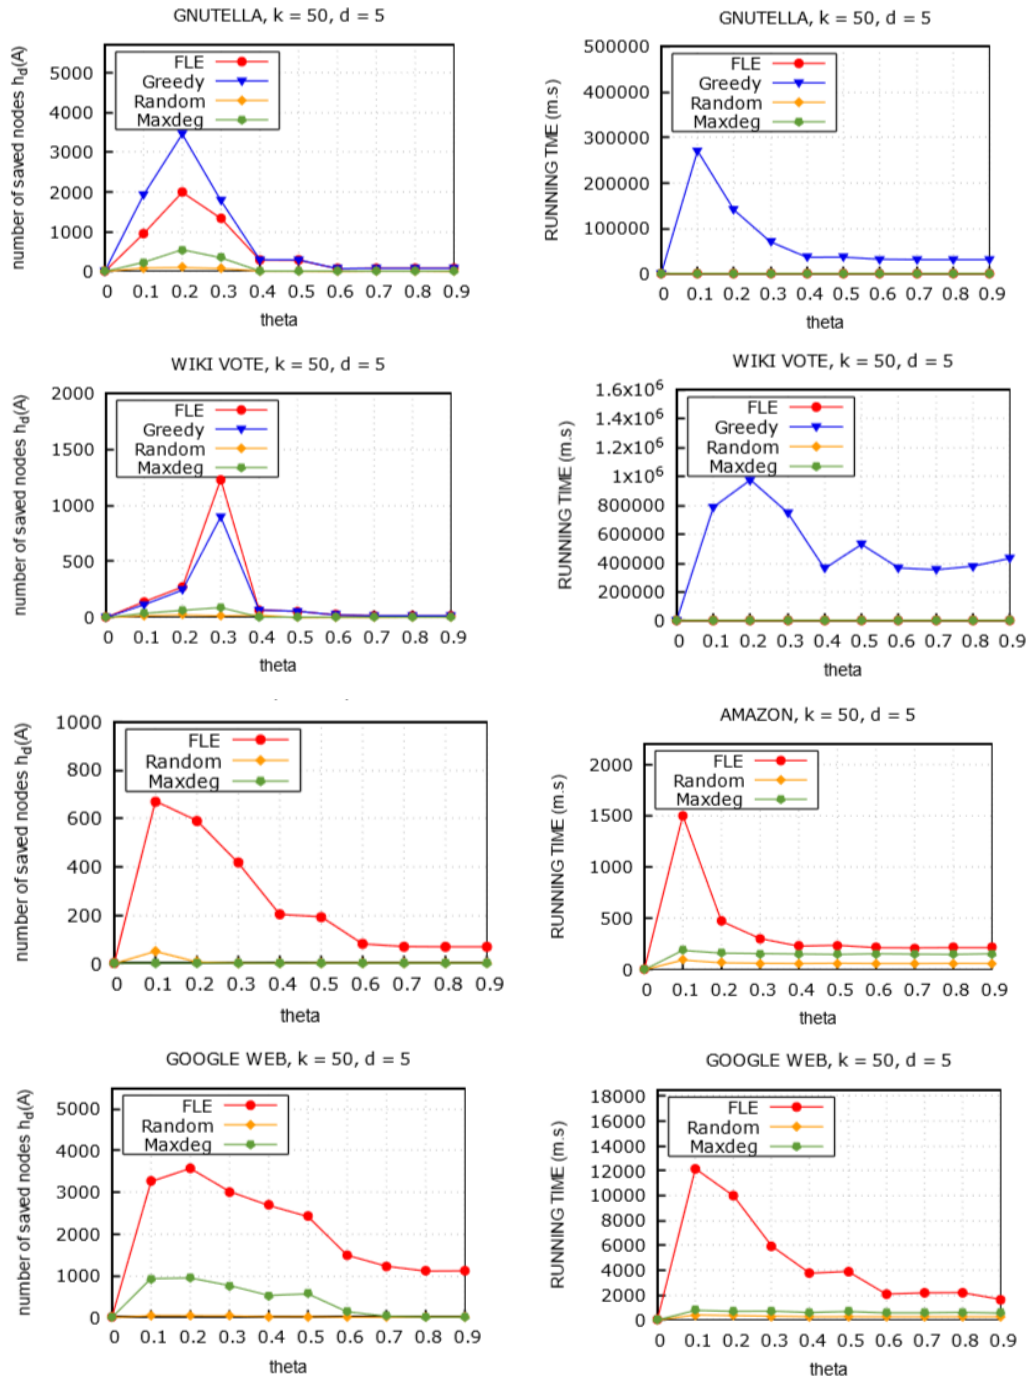 GNUTELLA, k = 50, d = 5
number of saved nodes h_d(A)
5000
4000
3000
2000
1000
0
FLE
Greedy
Random
Maxdeg
0 0.1 0.2 0.3 0.4 0.5 0.6 0.7 0.8 0.9
theta
GNUTELLA, k = 50, d = 5
RUNNING TME (m.s)
500000
400000
300000
200000
100000
0
FLE
Greedy
Random
Maxdeg
0 0.1 0.2 0.3 0.4 0.5 0.6 0.7 0.8 0.9
theta
WIKI VOTE, k = 50, d = 5
number of saved nodes h_d(A)
2000
1500
1000
500
0
FLE
Greedy
Random
Maxdeg
0 0.1 0.2 0.3 0.4 0.5 0.6 0.7 0.8 0.9
theta
WIKI VOTE, k = 50, d = 5
RUNNING TIME (m.s)
1.6x10^6
1.4x10^6
1.2x10^6
1x10^6
800000
600000
400000
200000
0
FLE
Greedy
Random
Maxdeg
0 0.1 0.2 0.3 0.4 0.5 0.6 0.7 0.8 0.9
theta
number of saved nodes h_d(A)
1000
800
600
400
200
0
FLE
Random
Maxdeg
0 0.1 0.2 0.3 0.4 0.5 0.6 0.7 0.8 0.9
theta
AMAZON, k = 50, d = 5
RUNNING TIME (m.s)
2000
1500
1000
500
0
FLE
Random
Maxdeg
0 0.1 0.2 0.3 0.4 0.5 0.6 0.7 0.8 0.9
theta
GOOGLE WEB, k = 50, d = 5
number of saved nodes h_d(A)
5000
4000
3000
2000
1000
0
FLE
Random
Maxdeg
0 0.1 0.2 0.3 0.4 0.5 0.6 0.7 0.8 0.9
theta
GOOGLE WEB, k = 50, d = 5
RUNNING TIME (m.s)
18000
16000
14000
12000
10000
8000
6000
4000
2000
0
FLE
Random
Maxdeg
0 0.1 0.2 0.3 0.4 0.5 0.6 0.7 0.8 0.9
theta